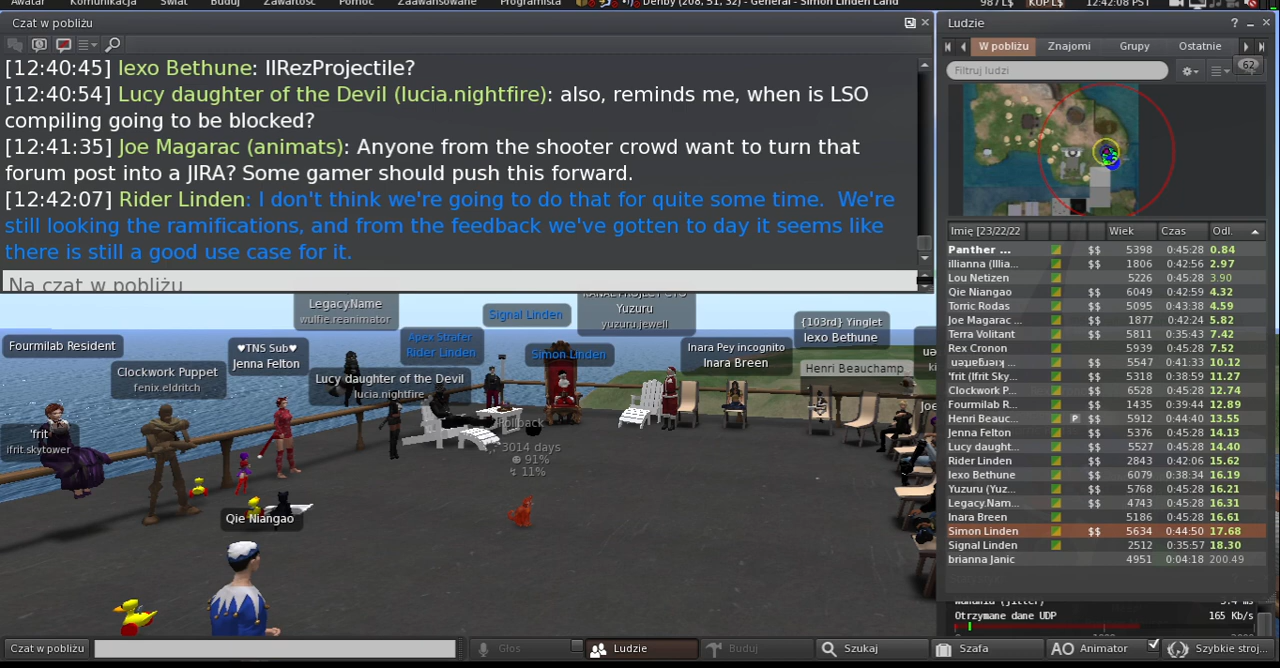 Awatar Komunikacja Świat Buduj Zawartość Pomoc Zaawansowane Programista
Denby (208, 51, 32) - General - Simon Linden Land
987 L$ KUP L$ 12:42:08 PST
Czat w pobliżu
[12:40:45] Iexo Bethune: llRezProjectile?
[12:40:54] Lucy daughter of the Devil (lucia.nightfire): also, reminds me, when is LSO
compiling going to be blocked?
[12:41:35] Joe Magarac (animats): Anyone from the shooter crowd want to turn that
forum post into a JIRA? Some gamer should push this forward.
[12:42:07] Rider Linden: I don't think we're going to do that for quite some time.  We're
still looking the ramifications, and from the feedback we've gotten to day it seems like
there is still a good use case for it.
Na czat w pobliżu
LegacyName
wulfie.reanimator
Signal Linden
Yuzuru
yuzuru.jewell
Apex Strafer
Rider Linden
Simon Linden
{103rd} Yinglet
Iexo Bethune
Inara Pey incognito
Inara Breen
Henri Beauchamp
Fourmilab Resident
♥TNS Sub♥
Jenna Felton
Clockwork Puppet
fenix.eldritch
Lucy daughter of the Devil
lucia.nightfire
'frit
ifrit.skytower
Joe
Rollback
3014 days
91%
11%
Qie Niangao
Ludzie
? _ ×
W pobliżu Znajomi Grupy Ostatnie
62
Filtruj ludzi
Imię [23/22/22 Wiek Czas Odl.
Panther ... 5398 0:45:28 0.84
illianna (Illia... $$ 1806 0:42:56 2.97
Lou Netizen 5226 0:45:28 3.90
Qie Niangao $$ 6049 0:42:59 4.32
Torric Rodas $$ 5095 0:43:38 4.59
Joe Magarac ... $$ 1877 0:42:24 5.82
Terra Volitant $$ 5811 0:35:43 7.42
Rex Cronon 5939 0:45:28 7.52
$$ 5547 0:41:33 10.12
'frit (Ifrit Sky... $$ 5318 0:38:59 11.27
Clockwork P... $$ 6528 0:45:28 12.74
Fourmilab R... $$ 1435 0:39:44 12.89
Henri Beauc... P $$ 5912 0:44:40 13.55
Jenna Felton $$ 5376 0:45:28 14.13
Lucy daught... $$ 5527 0:45:28 14.40
Rider Linden $$ 2843 0:42:06 15.62
Iexo Bethune $$ 6079 0:38:34 16.19
Yuzuru (Yuz... $$ 5768 0:45:28 16.21
Legacy.Nam... $$ 4743 0:45:28 16.31
Inara Breen 5186 0:45:28 16.61
Simon Linden $$ 5634 0:44:50 17.68
Signal Linden 2512 0:35:57 18.30
brianna Janic 4951 0:04:18 200.49
Otrzymane dane UDP 165 Kb/s
Czat w pobliżu
Głos Ludzie Buduj Szukaj Szafa AO Animator Szybkie stroj...